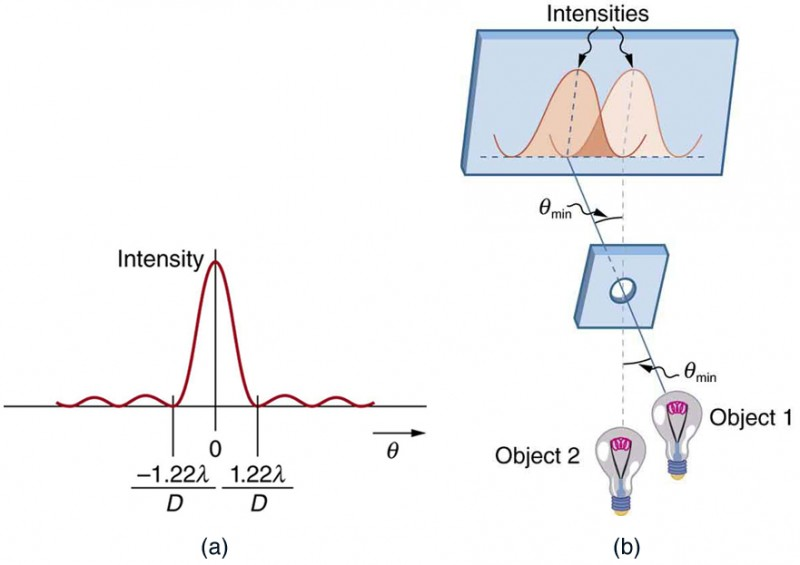 Intensity
0
θ
−1.22λ
D
1.22λ
D
(a)
Intensities
θmin
θmin
Object 1
Object 2
(b)